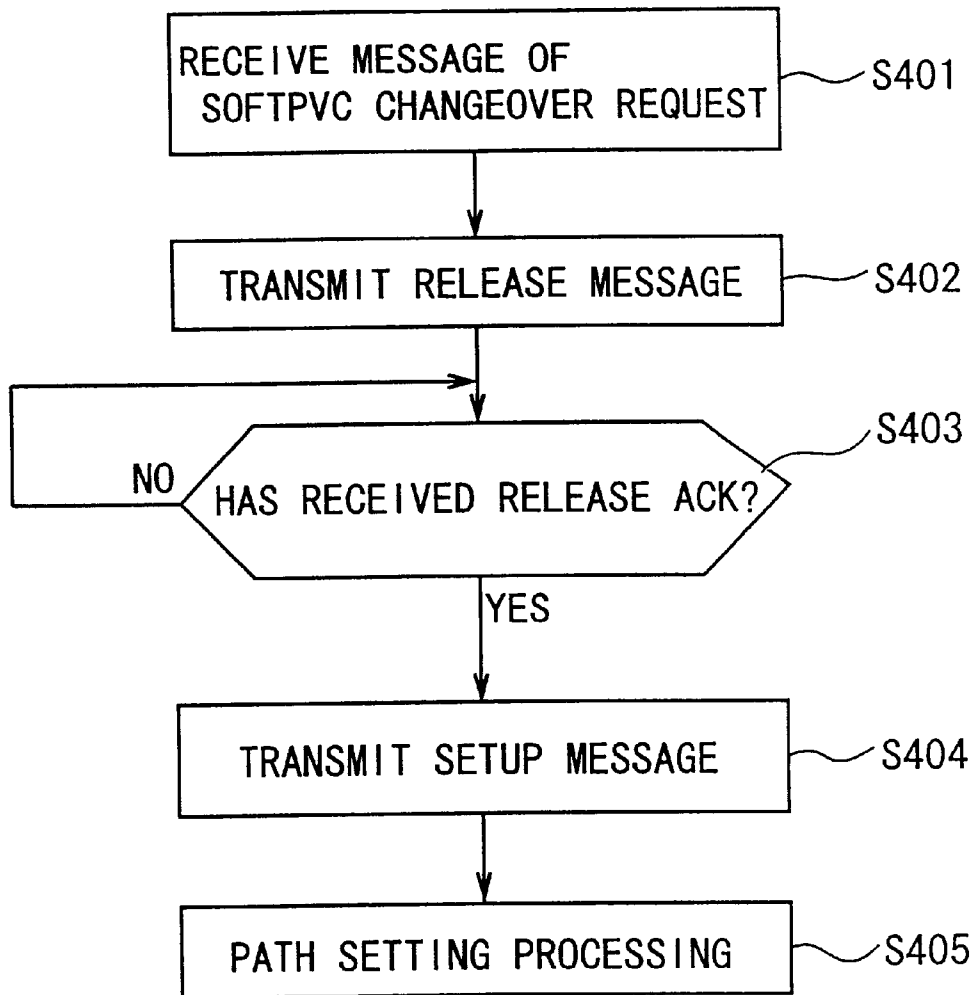 RECEIVE MESSAGE OF
SOFTPVC CHANGEOVER REQUEST
S401
TRANSMIT RELEASE MESSAGE
S402
S403
NO
HAS RECEIVED RELEASE ACK?
YES
TRANSMIT SETUP MESSAGE
S404
PATH SETTING PROCESSING
S405